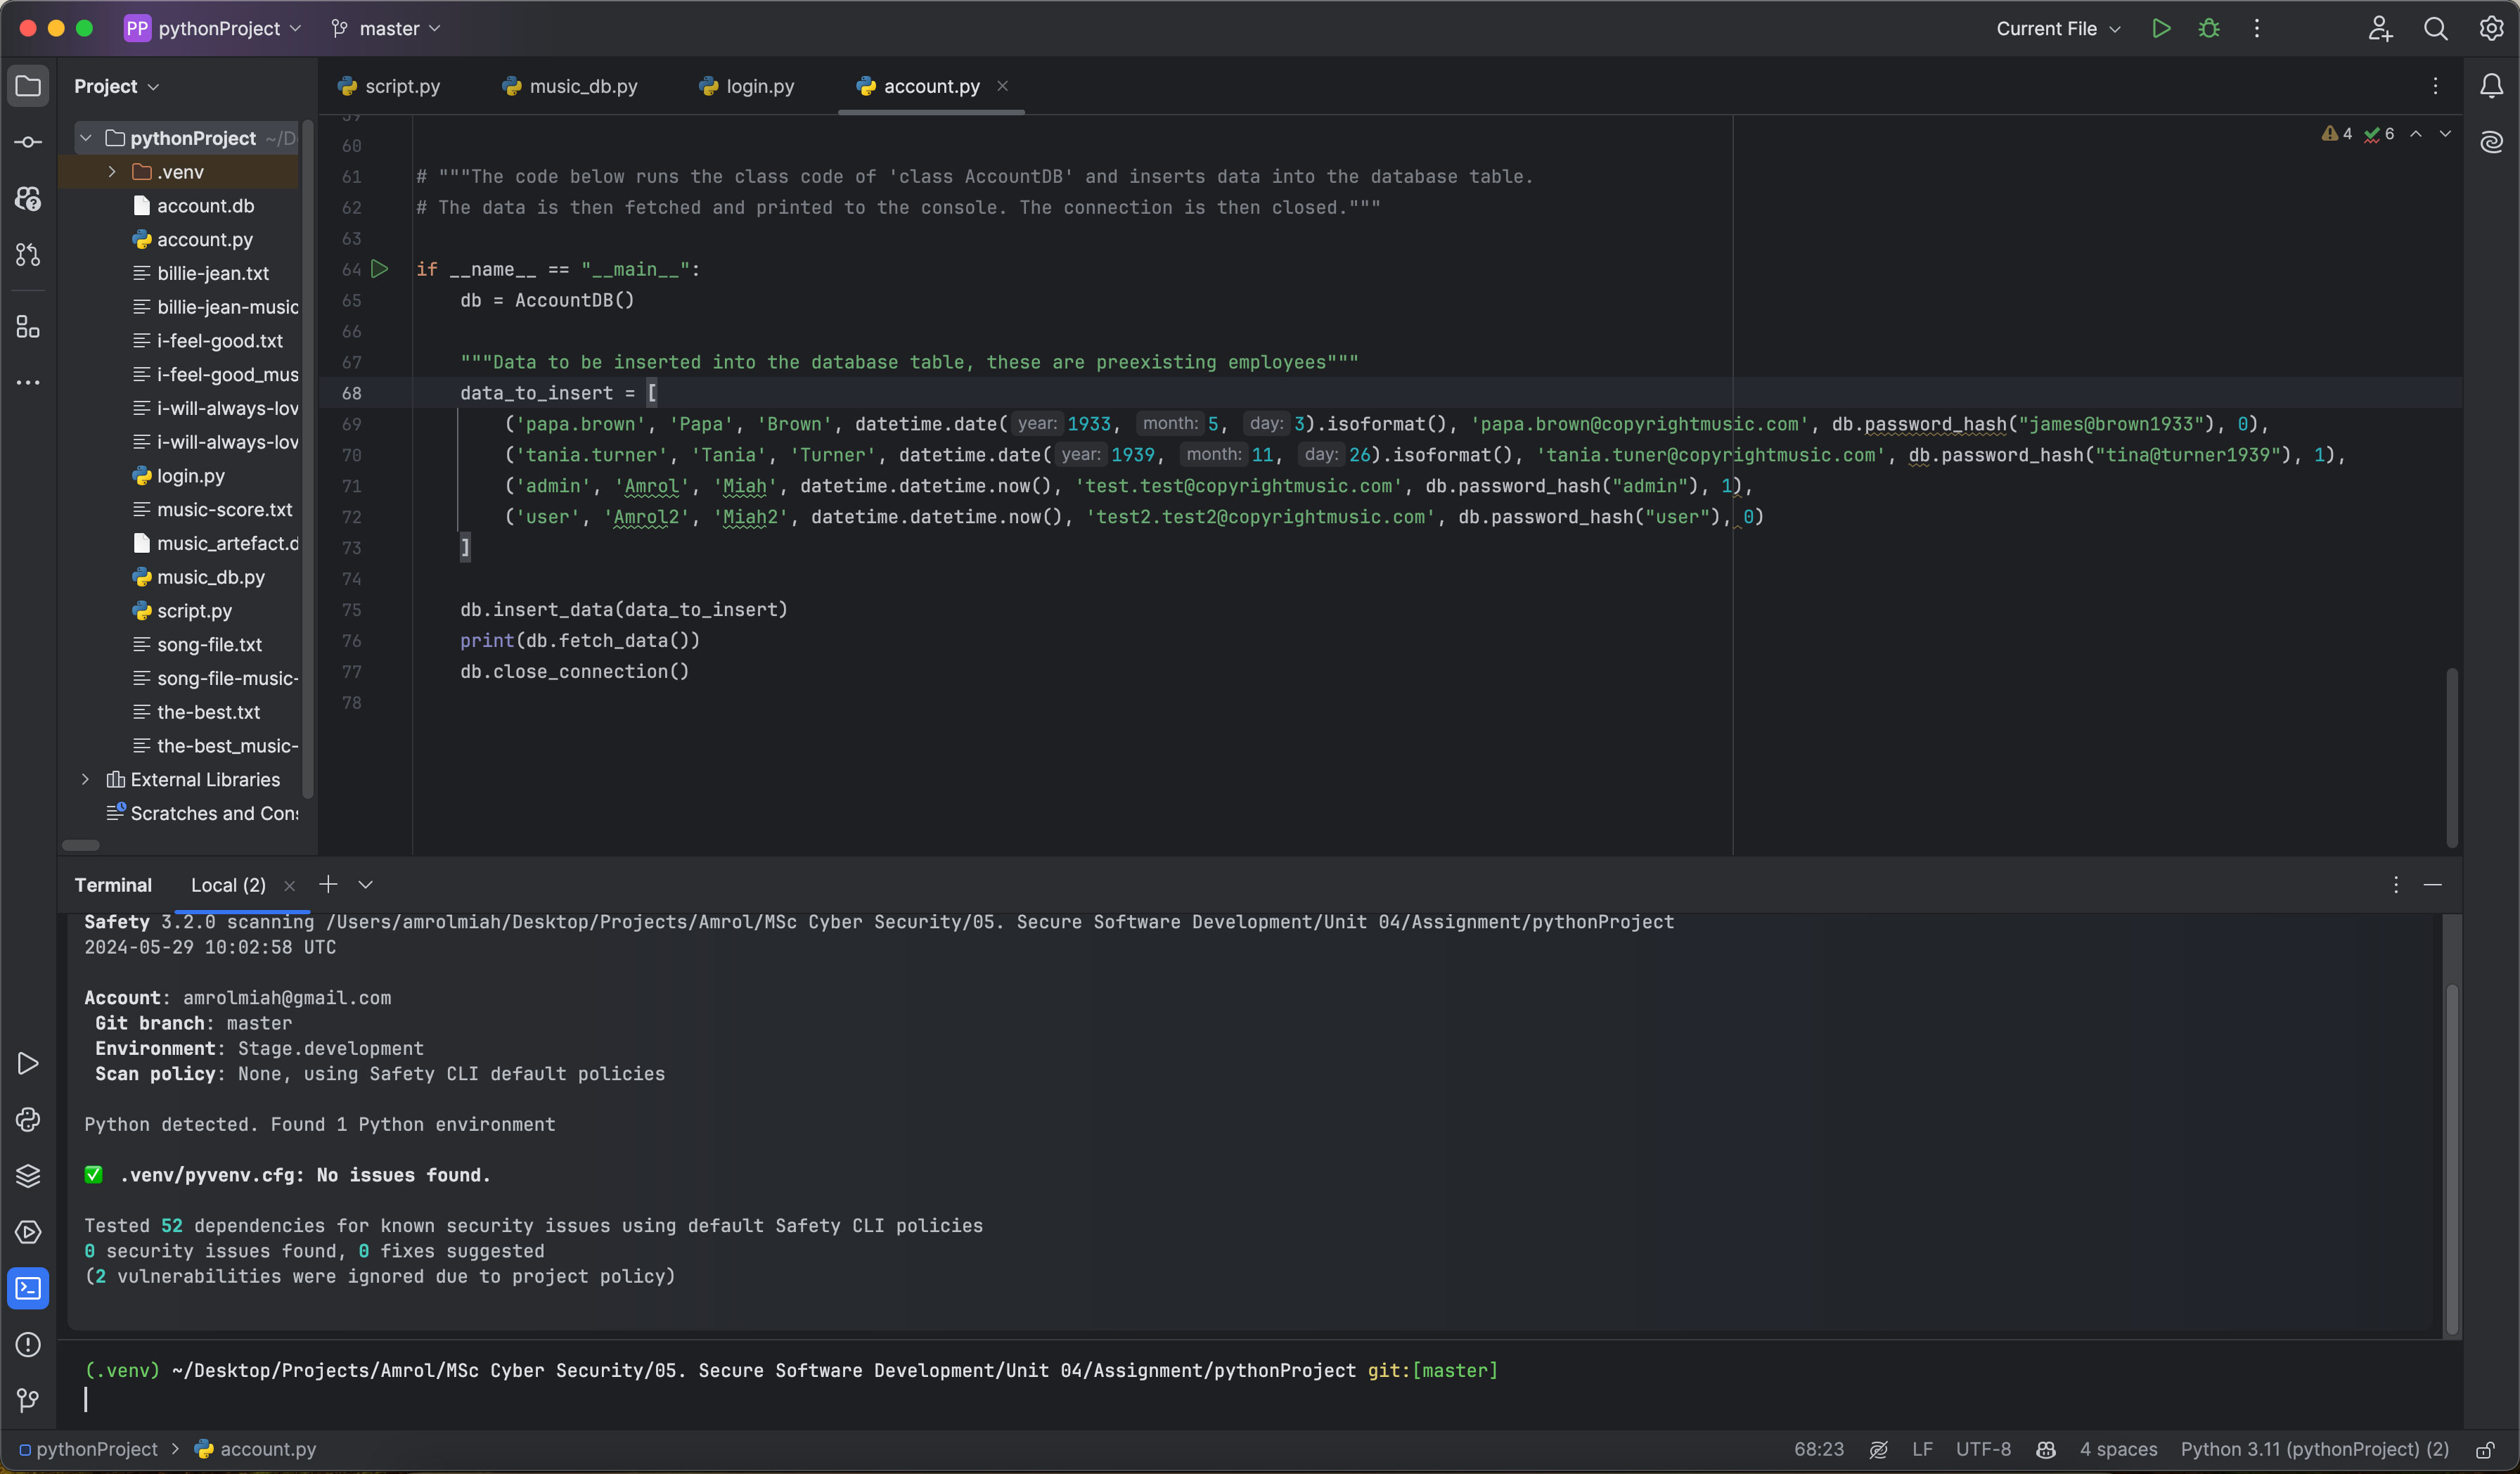 PP pythonProject master Current File
Project
script.py music_db.py login.py account.py
pythonProject ~/D
.venv
account.db
account.py
billie-jean.txt
billie-jean-music
i-feel-good.txt
i-feel-good_mus
i-will-always-lov
i-will-always-lov
login.py
music-score.txt
music_artefact.d
music_db.py
script.py
song-file.txt
song-file-music-
the-best.txt
the-best_music-
External Libraries
Scratches and Cons
4 6
59
60
61 # """The code below runs the class code of 'class AccountDB' and inserts data into the database table.
62 # The data is then fetched and printed to the console. The connection is then closed."""
63
64 if __name__ == "__main__":
65 db = AccountDB()
66
67 """Data to be inserted into the database table, these are preexisting employees"""
68 data_to_insert = [
69 ('papa.brown', 'Papa', 'Brown', datetime.date( year: 1933, month: 5, day: 3).isoformat(), 'papa.brown@copyrightmusic.com', db.password_hash("james@brown1933"), 0),
70 ('tania.turner', 'Tania', 'Turner', datetime.date( year: 1939, month: 11, day: 26).isoformat(), 'tania.tuner@copyrightmusic.com', db.password_hash("tina@turner1939"), 1),
71 ('admin', 'Amrol', 'Miah', datetime.datetime.now(), 'test.test@copyrightmusic.com', db.password_hash("admin"), 1),
72 ('user', 'Amrol2', 'Miah2', datetime.datetime.now(), 'test2.test2@copyrightmusic.com', db.password_hash("user"), 0)
73 ]
74
75 db.insert_data(data_to_insert)
76 print(db.fetch_data())
77 db.close_connection()
78
Terminal Local (2)
Safety 3.2.0 scanning /Users/amrolmiah/Desktop/Projects/Amrol/MSc Cyber Security/05. Secure Software Development/Unit 04/Assignment/pythonProject
2024-05-29 10:02:58 UTC
Account: amrolmiah@gmail.com
Git branch: master
Environment: Stage.development
Scan policy: None, using Safety CLI default policies
Python detected. Found 1 Python environment
✅ .venv/pyvenv.cfg: No issues found.
Tested 52 dependencies for known security issues using default Safety CLI policies
0 security issues found, 0 fixes suggested
(2 vulnerabilities were ignored due to project policy)
(.venv) ~/Desktop/Projects/Amrol/MSc Cyber Security/05. Secure Software Development/Unit 04/Assignment/pythonProject git:[master]
pythonProject > account.py 68:23 LF UTF-8 4 spaces Python 3.11 (pythonProject) (2)